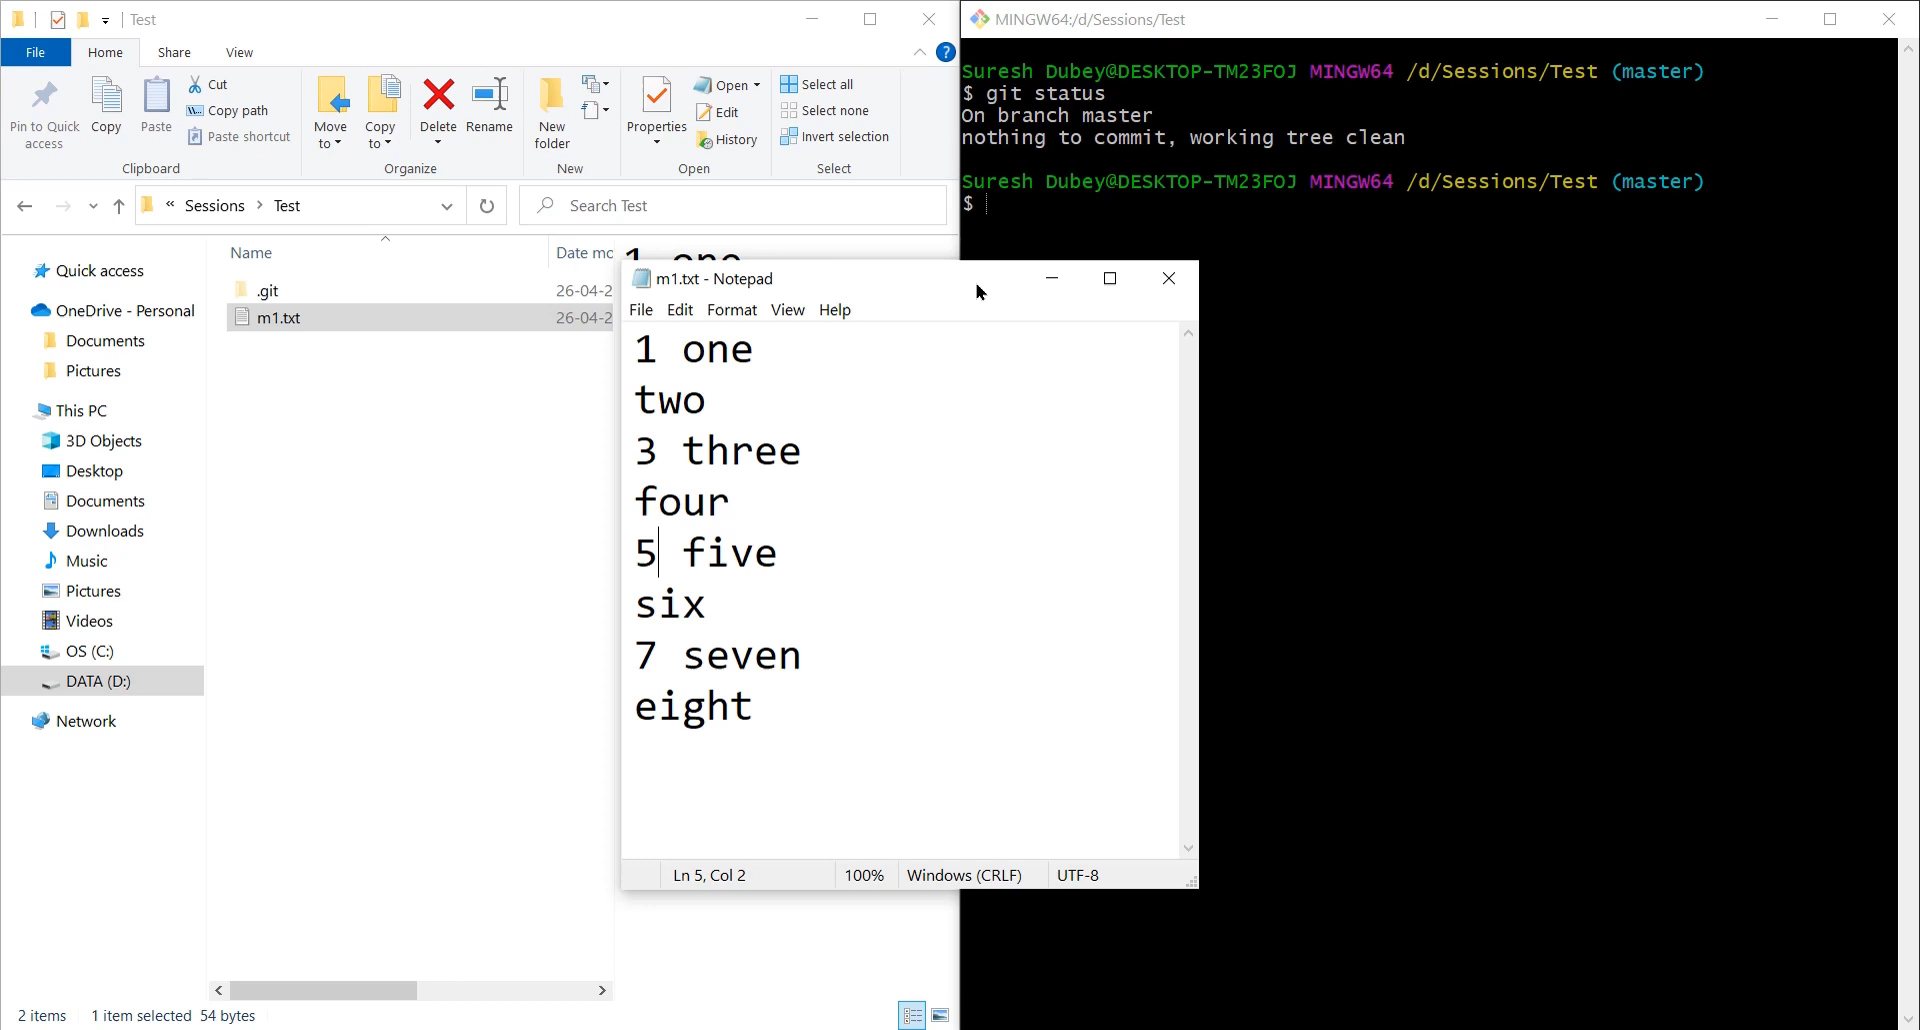 Test
File Home Share View
Pin to Quick access
Copy
Paste
Cut
Copy path
Paste shortcut
Clipboard
Move to
Copy to
Delete
Rename
Organize
New folder
New
Properties
Open
Edit
History
Open
Select all
Select none
Invert selection
Select
« Sessions > Test
Search Test
Name Date mo
.git 26-04-2
m1.txt 26-04-2
1 one
Quick access
OneDrive - Personal
Documents
Pictures
This PC
3D Objects
Desktop
Documents
Downloads
Music
Pictures
Videos
OS (C:)
DATA (D:)
Network
2 items 1 item selected 54 bytes
m1.txt - Notepad
File Edit Format View Help
1 one
two
3 three
four
5 five
six
7 seven
eight
Ln 5, Col 2 100% Windows (CRLF) UTF-8
MINGW64:/d/Sessions/Test
Suresh Dubey@DESKTOP-TM23FOJ MINGW64 /d/Sessions/Test (master)
$ git status
On branch master
nothing to commit, working tree clean
Suresh Dubey@DESKTOP-TM23FOJ MINGW64 /d/Sessions/Test (master)
$